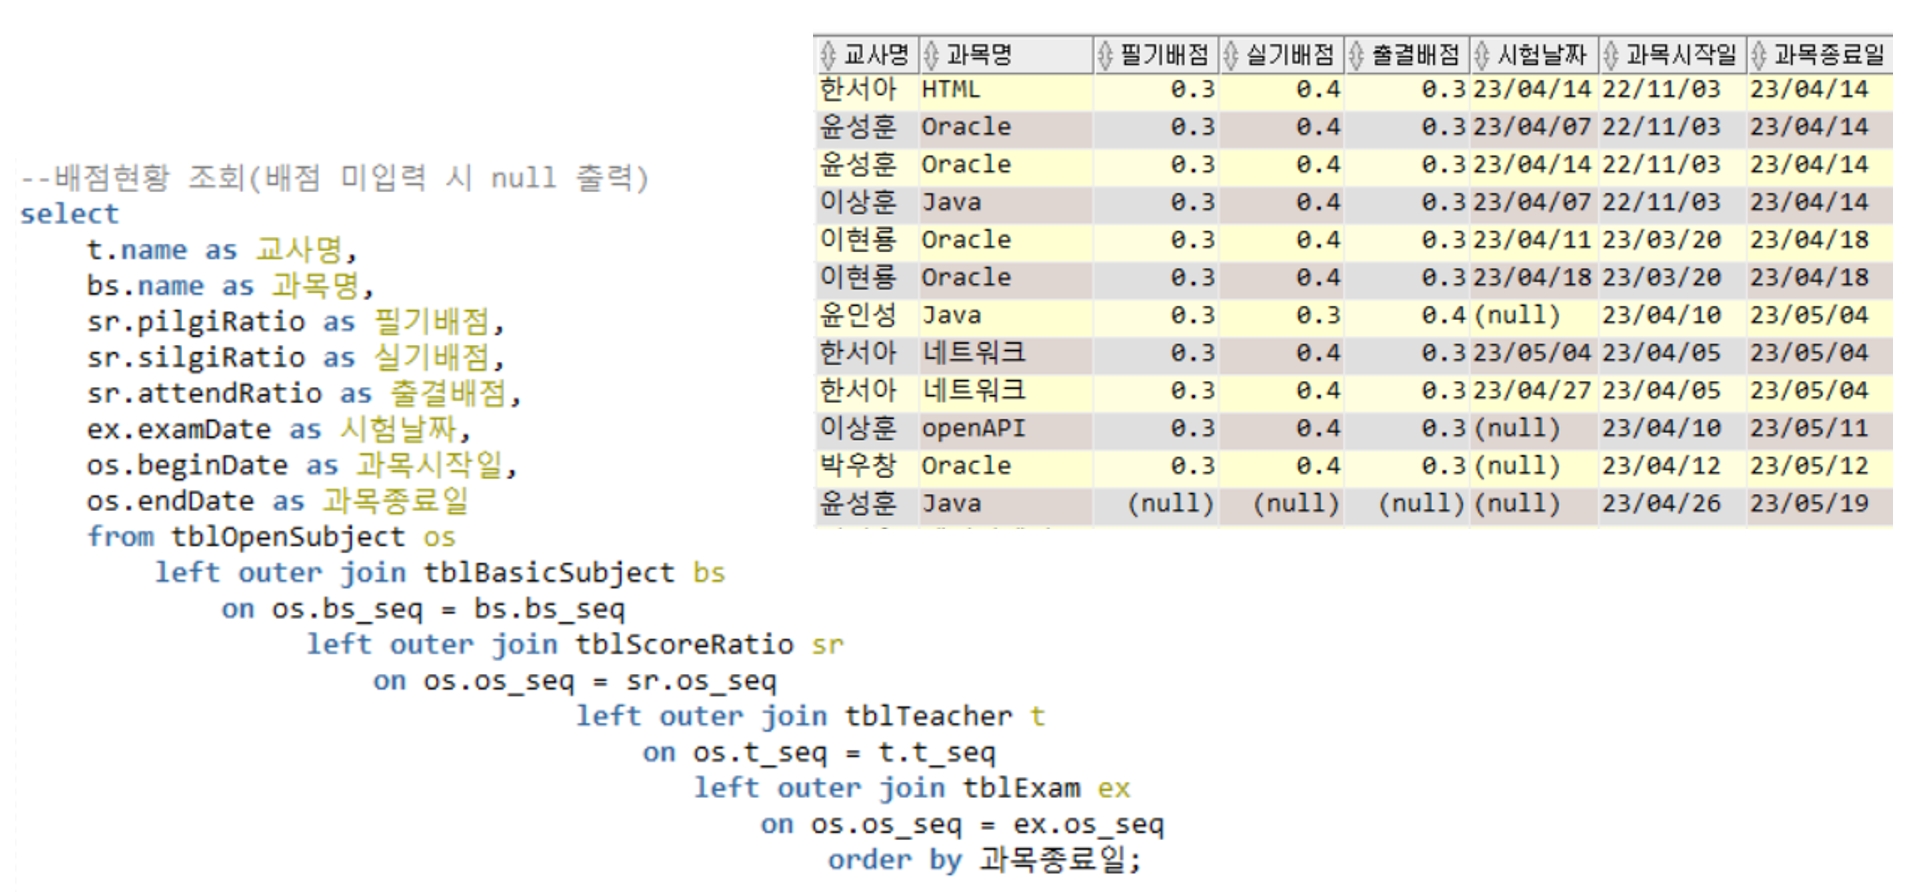 --배점현황 조회(배점 미입력 시 null 출력)
select
t.name as 교사명,
bs.name as 과목명,
sr.pilgiRatio as 필기배점,
sr.silgiRatio as 실기배점,
sr.attendRatio as 출결배점,
ex.examDate as 시험날짜,
os.beginDate as 과목시작일,
os.endDate as 과목종료일
from tblOpenSubject os
left outer join tblBasicSubject bs
on os.bs_seq = bs.bs_seq
left outer join tblScoreRatio sr
on os.os_seq = sr.os_seq
left outer join tblTeacher t
on os.t_seq = t.t_seq
left outer join tblExam ex
on os.os_seq = ex.os_seq
order by 과목종료일;
교사명 과목명 필기배점 실기배점 출결배점 시험날짜 과목시작일 과목종료일
한서아 HTML 0.3 0.4 0.3 23/04/14 22/11/03 23/04/14
윤성훈 Oracle 0.3 0.4 0.3 23/04/07 22/11/03 23/04/14
윤성훈 Oracle 0.3 0.4 0.3 23/04/14 22/11/03 23/04/14
이상훈 Java 0.3 0.4 0.3 23/04/07 22/11/03 23/04/14
이현룡 Oracle 0.3 0.4 0.3 23/04/11 23/03/20 23/04/18
이현룡 Oracle 0.3 0.4 0.3 23/04/18 23/03/20 23/04/18
윤인성 Java 0.3 0.3 0.4 (null) 23/04/10 23/05/04
한서아 네트워크 0.3 0.4 0.3 23/05/04 23/04/05 23/05/04
한서아 네트워크 0.3 0.4 0.3 23/04/27 23/04/05 23/05/04
이상훈 openAPI 0.3 0.4 0.3 (null) 23/04/10 23/05/11
박우창 Oracle 0.3 0.4 0.3 (null) 23/04/12 23/05/12
윤성훈 Java (null) (null) (null) (null) 23/04/26 23/05/19